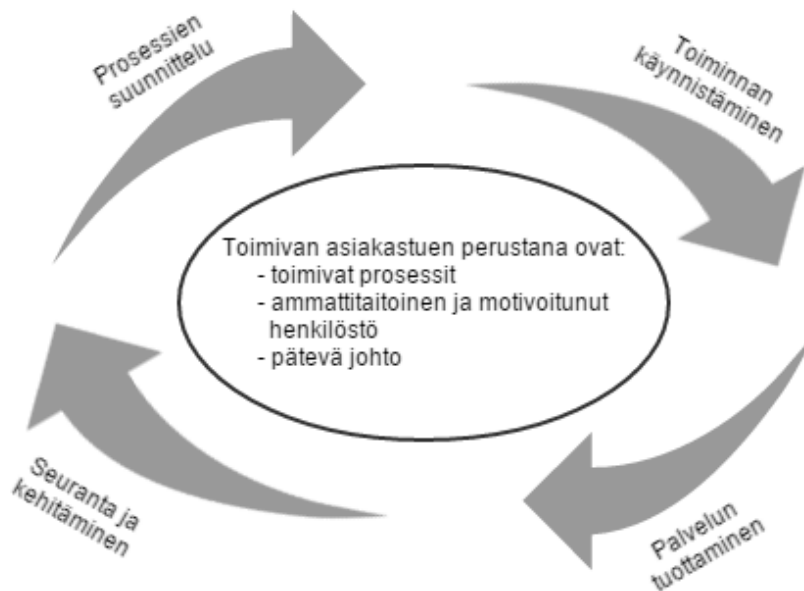 Prosessien
suunnittelu
Toiminnan
käynnistäminen
Toimivan asiakastuen perustana ovat:
- toimivat prosessit
- ammattitaitoinen ja motivoitunut
henkilöstö
- pätevä johto
Seuranta ja
kehitäminen
Palvelun
tuottaminen